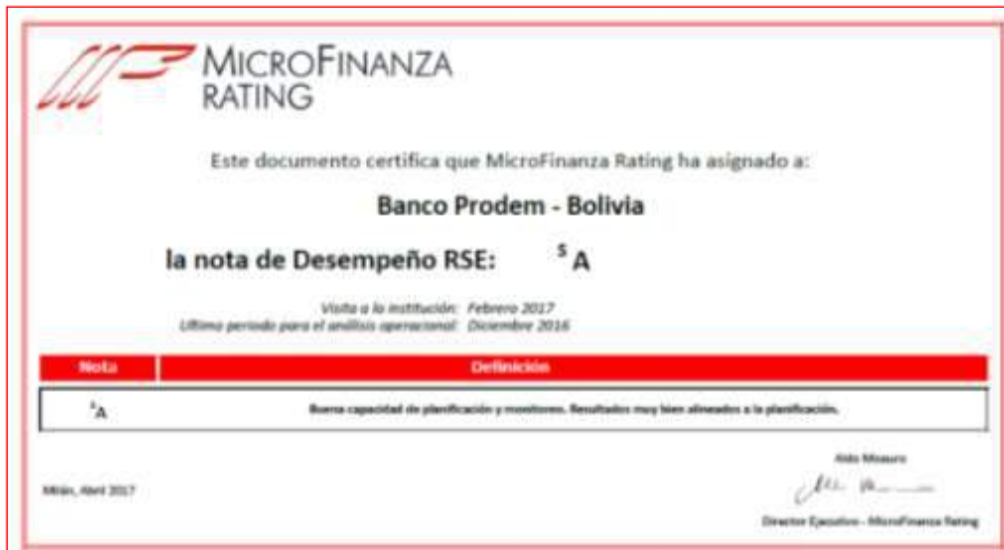 MICROFINANZA
RATING
Este documento certifica que MicroFinanza Rating ha asignado a:
Banco Prodem - Bolivia
la nota de Desempeño RSE: ˢA
Visita a la institución: Febrero 2017
Ultimo periodo para el análisis operacional: Diciembre 2016
Nota Definición
ˢA Buena capacidad de planificación y monitoreo. Resultados muy bien alineados a la planificación.
Aldo Moauro
Milán, Abril 2017
Director Ejecutivo - MicroFinanza Rating